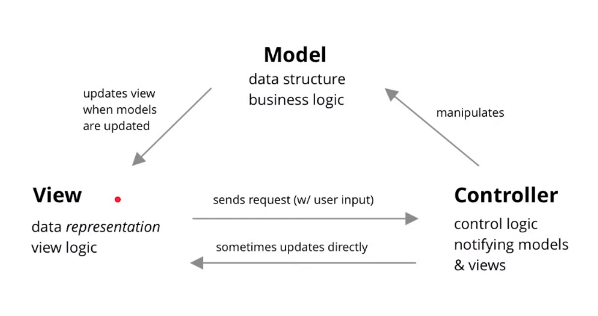 Model
data structure
business logic
updates view
when models
are updated
manipulates
View
data representation
view logic
sends request (w/ user input)
sometimes updates directly
Controller
control logic
notifying models
& views